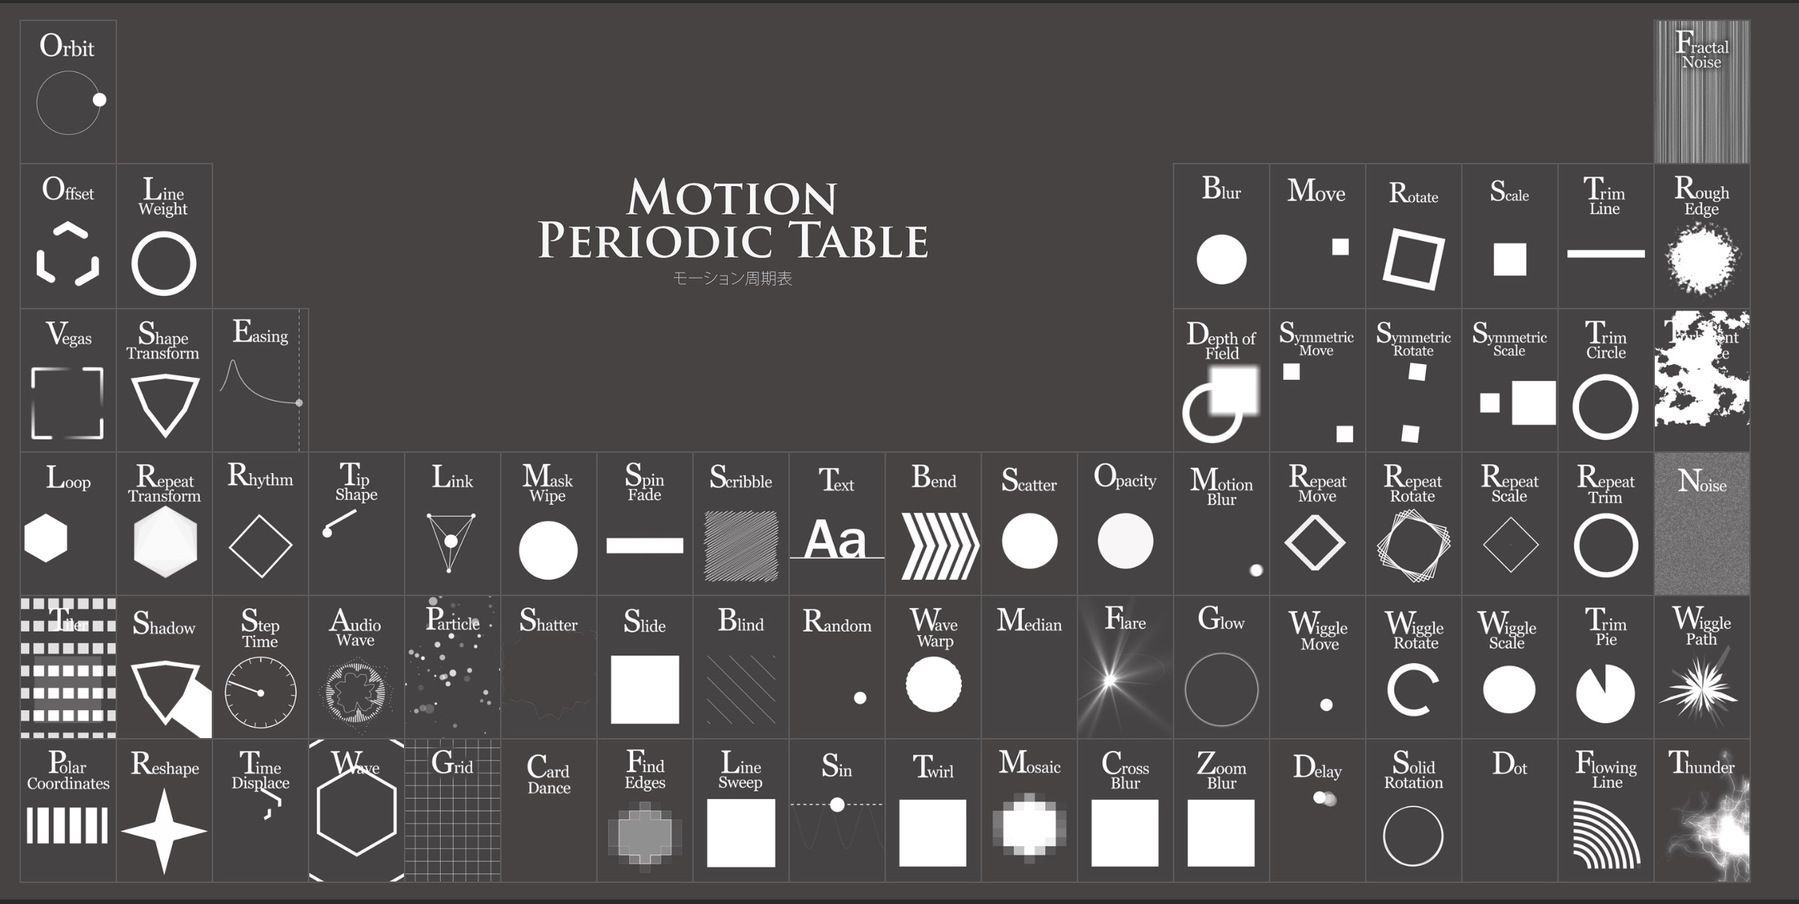 Orbit
Fractal
Noise
MOTION
PERIODIC TABLE
モーション周期表
Offset
Line
Weight
Blur
Move
Rotate
Scale
Trim
Line
Rough
Edge
Vegas
Shape
Transform
Easing
Depth of
Field
Symmetric
Move
Symmetric
Rotate
Symmetric
Scale
Trim
Circle
Loop
Repeat
Transform
Rhythm
Tip
Shape
Link
Mask
Wipe
Spin
Fade
Scribble
Text
Aa
Bend
Scatter
Opacity
Motion
Blur
Repeat
Move
Repeat
Rotate
Repeat
Scale
Repeat
Trim
Noise
Tiler
Shadow
Step
Time
Audio
Wave
Particle
Shatter
Slide
Blind
Random
Wave
Warp
Median
Flare
Glow
Wiggle
Move
Wiggle
Rotate
Wiggle
Scale
Trim
Pie
Wiggle
Path
Polar
Coordinates
Reshape
Time
Displace
Wave
Grid
Card
Dance
Find
Edges
Line
Sweep
Sin
Twirl
Mosaic
Cross
Blur
Zoom
Blur
Delay
Solid
Rotation
Dot
Flowing
Line
Thunder